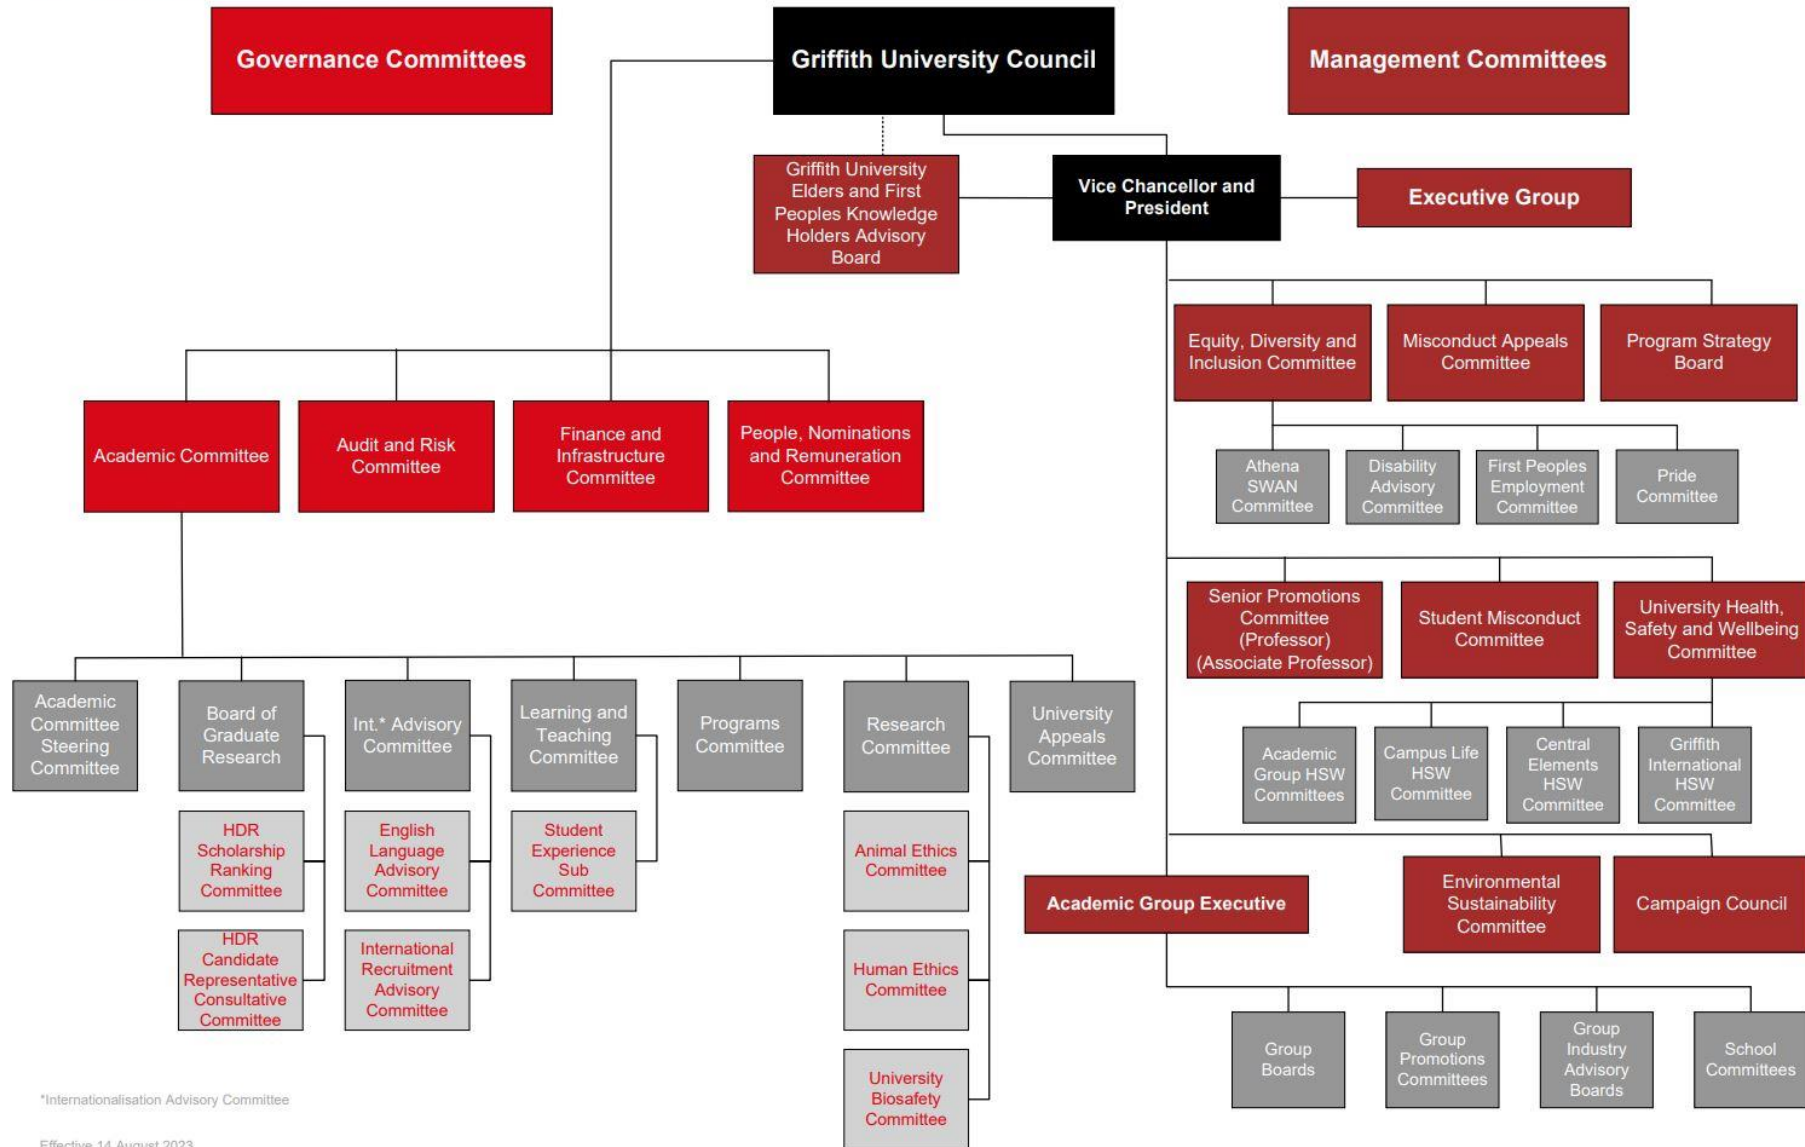 Governance Committees
Griffith University Council
Management Committees
Griffith University
Elders and First
Peoples Knowledge
Holders Advisory
Board
Vice Chancellor and
President
Executive Group
Equity, Diversity and
Inclusion Committee
Misconduct Appeals
Committee
Program Strategy
Board
Academic Committee
Audit and Risk
Committee
Finance and
Infrastructure
Committee
People, Nominations
and Remuneration
Committee
Athena
SWAN
Committee
Disability
Advisory
Committee
First Peoples
Employment
Committee
Pride
Committee
Senior Promotions
Committee
(Professor)
(Associate Professor)
Student Misconduct
Committee
University Health,
Safety and Wellbeing
Committee
Academic
Committee
Steering
Committee
Board of
Graduate
Research
Int.* Advisory
Committee
Learning and
Teaching
Committee
Programs
Committee
Research
Committee
University
Appeals
Committee
Academic
Group HSW
Committees
Campus Life
HSW
Committee
Central
Elements
HSW
Committee
Griffith
International
HSW
Committee
HDR
Scholarship
Ranking
Committee
English
Language
Advisory
Committee
Student
Experience
Sub
Committee
Animal Ethics
Committee
Academic Group Executive
Environmental
Sustainability
Committee
Campaign Council
HDR
Candidate
Representative
Consultative
Committee
International
Recruitment
Advisory
Committee
Human Ethics
Committee
Group
Boards
Group
Promotions
Committees
Group
Industry
Advisory
Boards
School
Committees
University
Biosafety
Committee
*Internationalisation Advisory Committee
Effective 14 August 2023